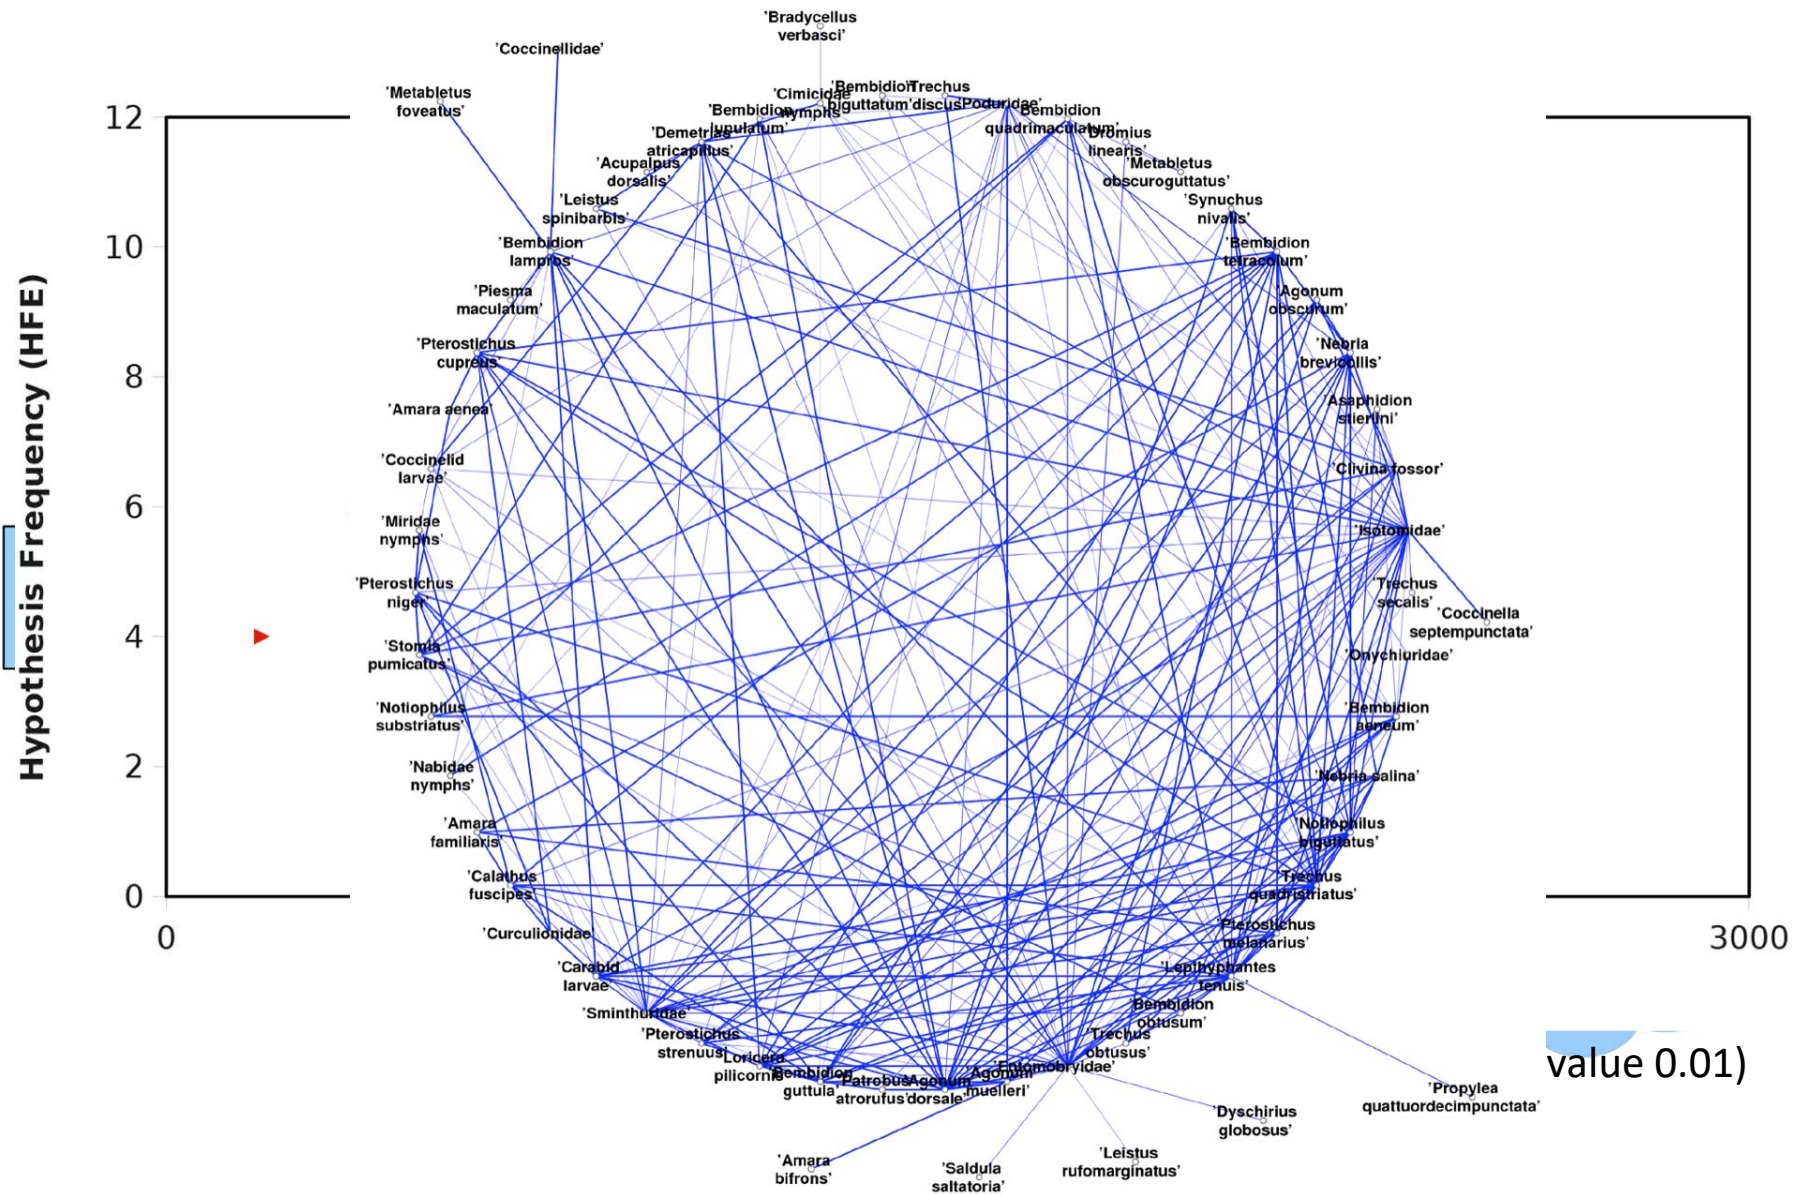 'Bradycellus
verbasci'
'Coccinellidae'
'Metabletus
foveatus'
'Cimicidae
nymphs'
'Bembidion
biguttatum'
'Trechus
discus'
'Poduridae'
'Bembidion
lunulatum'
'Bembidion
quadrimaculatum'
'Demetrias
atricapillus'
'Dromius
linearis'
'Acupalpus
dorsalis'
'Metabletus
obscuroguttatus'
'Leistus
spinibarbis'
'Synuchus
nivalis'
'Bembidion
lampros'
'Bembidion
tetracolum'
'Piesma
maculatum'
'Agonum
obscurum'
'Pterostichus
cupreus'
'Nebria
brevicollis'
'Amara aenea'
'Asaphidion
stierlini'
'Coccinelid
larvae'
'Clivina fossor'
'Miridae
nymphs'
'Isotomidae'
'Pterostichus
niger'
'Trechus
secalis'
'Coccinella
septempunctata'
'Stomis
pumicatus'
'Onychiuridae'
'Notiophilus
substriatus'
'Bembidion
aeneum'
'Nabidae
nymphs'
'Nebria salina'
'Amara
familiaris'
'Notiophilus
biguttatus'
'Calathus
fuscipes'
'Trechus
quadristriatus'
'Curculionidae'
'Pterostichus
melanarius'
'Carabid
larvae'
'Lepthyphantes
tenuis'
'Sminthuridae'
'Bembidion
obtusum'
'Pterostichus
strenuus'
'Trechus
obtusus'
'Loricera
pilicornis'
'Entomobryidae'
'Bembidion
guttula'
'Patrobus
atrorufus'
'Agonum
dorsale'
'Agonum
muelleri'
'Propylea
quattuordecimpunctata'
'Dyschirius
globosus'
'Amara
bifrons'
'Saldula
saltatoria'
'Leistus
rufomarginatus'
Hypothesis Frequency (HFE)
12
10
8
6
4
2
0
0
3000
value 0.01)